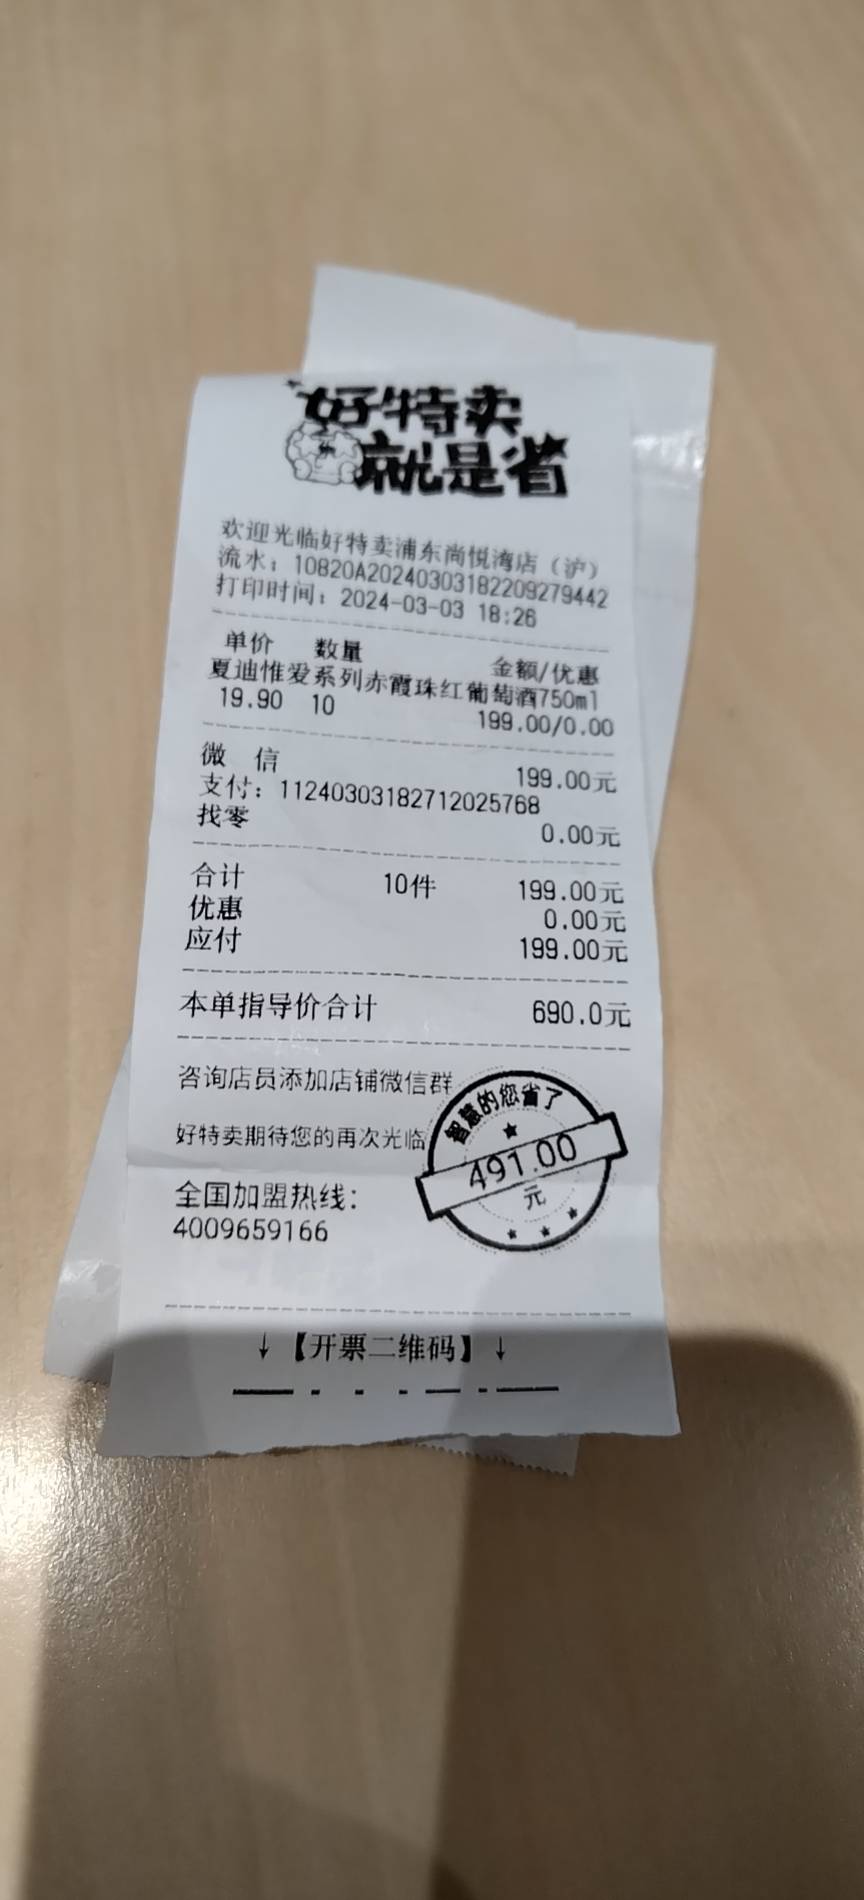 好特卖
就是省
欢迎光临好特卖浦东尚悦湾店（沪）
流水：10820A20240303182209279442
打印时间：2024-03-03 18:26
单价 数量 金额/优惠
夏迪惟爱系列赤霞珠红葡萄酒750ml
19.90 10 199.00/0.00
微 信 199.00元
支付：11240303182712025768
找零 0.00元
合计 10件 199.00元
优惠 0.00元
应付 199.00元
本单指导价合计 690.0元
咨询店员添加店铺微信群
好特卖期待您的再次光临
智慧的您省了
491.00
元
全国加盟热线：
4009659166
↓【开票二维码】↓